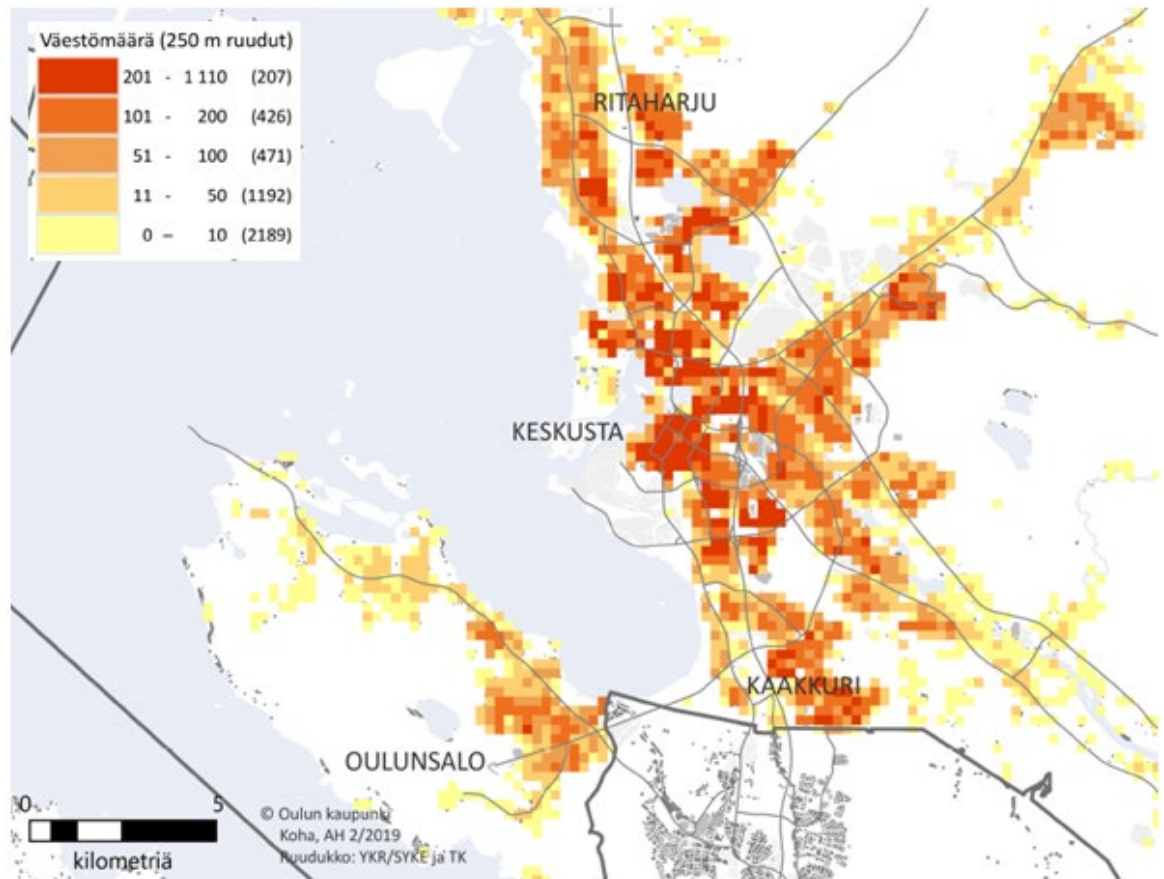 Väestömäärä (250 m ruudut)
201 - 1 110 (207)
101 - 200 (426)
51 - 100 (471)
11 - 50 (1192)
0 – 10 (2189)
RITAHARJU
KESKUSTA
KAAKKURI
OULUNSALO
0 5
kilometriä
© Oulun kaupunki
Koha, AH 2/2019
Ruudukko: YKR/SYKE ja TK